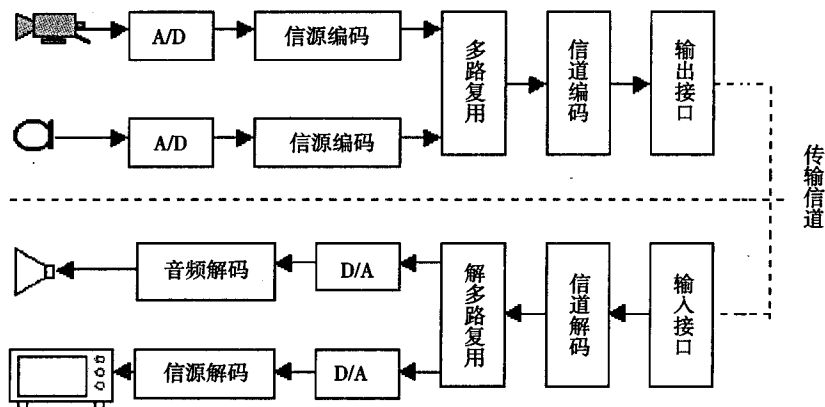 A/D
信源编码
多路复用
信道编码
输出接口
A/D
信源编码
传输信道
音频解码
D/A
解多路复用
信道解码
输入接口
信源解码
D/A